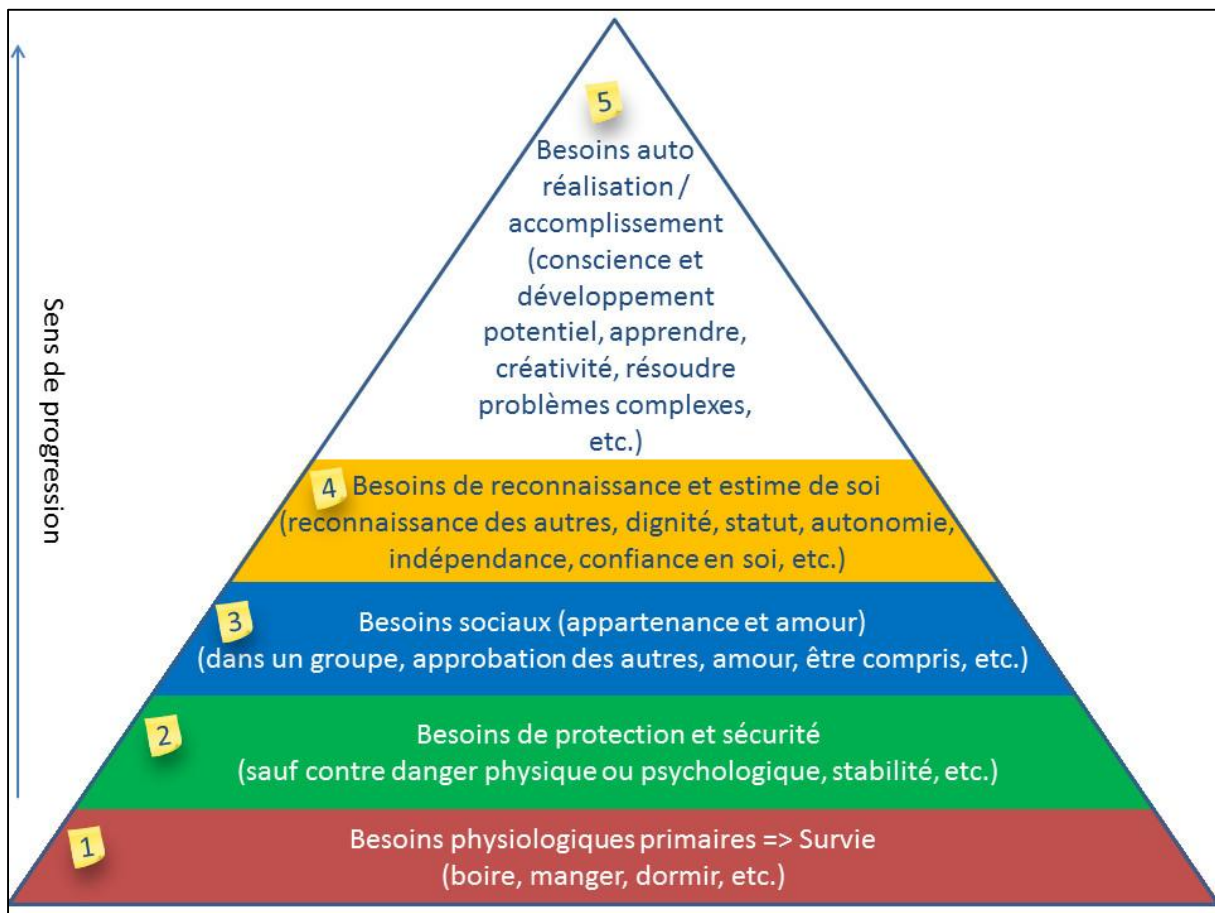 5
Besoins auto
réalisation /
accomplissement
(conscience et
développement
potentiel, apprendre,
créativité, résoudre
problèmes complexes,
etc.)
4
Besoins de reconnaissance et estime de soi
(reconnaissance des autres, dignité, statut, autonomie,
indépendance, confiance en soi, etc.)
3
Besoins sociaux (appartenance et amour)
(dans un groupe, approbation des autres, amour, être compris, etc.)
2
Besoins de protection et sécurité
(sauf contre danger physique ou psychologique, stabilité, etc.)
1
Besoins physiologiques primaires => Survie
(boire, manger, dormir, etc.)
Sens de progression